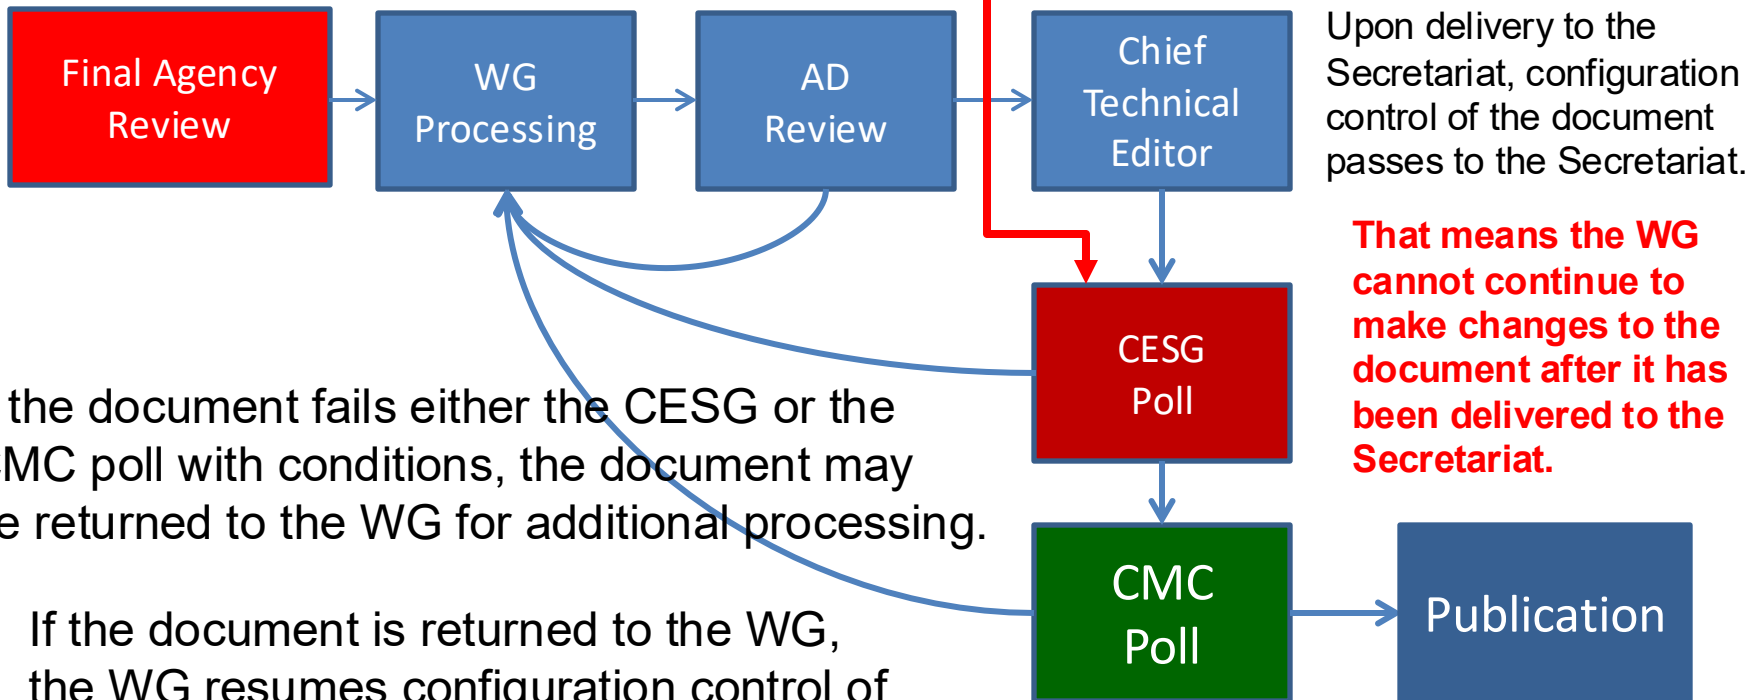 Final Agency
Review
WG
Processing
AD
Review
Chief
Technical
Editor
Upon delivery to the
Secretariat, configuration
control of the document
passes to the Secretariat.
That means the WG
cannot continue to
make changes to the
document after it has
been delivered to the
Secretariat.
CESG
Poll
the document fails either the CESG or the
CMC poll with conditions, the document may
be returned to the WG for additional processing.
CMC
Poll
Publication
If the document is returned to the WG,
the WG resumes configuration control of